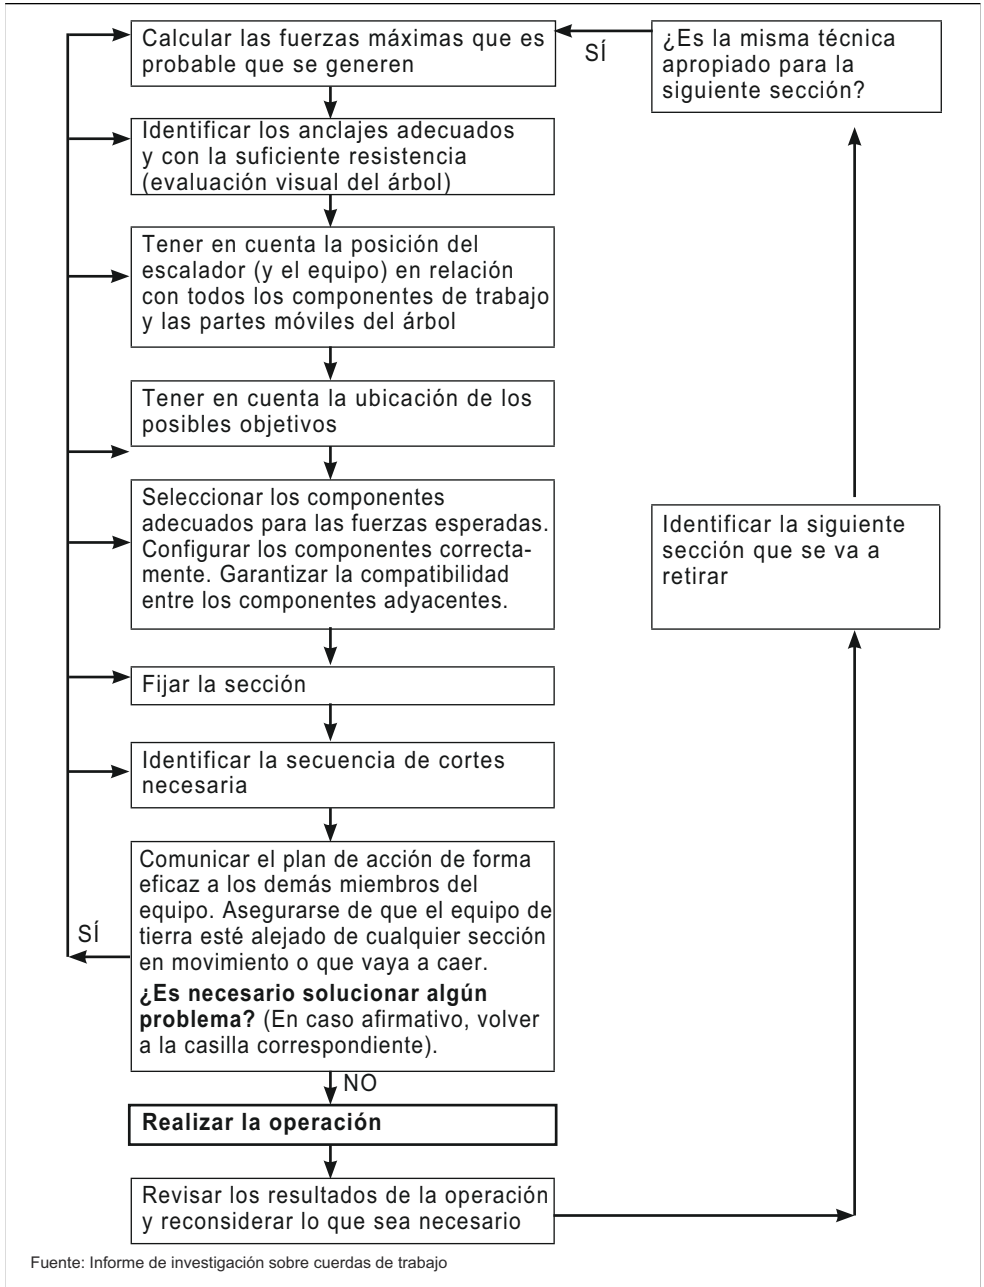 Calcular las fuerzas máximas que es
probable que se generen
SÍ
¿Es la misma técnica
apropiado para la
siguiente sección?
Identificar los anclajes adecuados
y con la suficiente resistencia
(evaluación visual del árbol)
Tener en cuenta la posición del
escalador (y el equipo) en relación
con todos los componentes de trabajo
y las partes móviles del árbol
Tener en cuenta la ubicación de los
posibles objetivos
Seleccionar los componentes
adecuados para las fuerzas esperadas.
Configurar los componentes correcta-
mente. Garantizar la compatibilidad
entre los componentes adyacentes.
Identificar la siguiente
sección que se va a
retirar
Fijar la sección
Identificar la secuencia de cortes
necesaria
Comunicar el plan de acción de forma
eficaz a los demás miembros del
equipo. Asegurarse de que el equipo de
tierra esté alejado de cualquier sección
en movimiento o que vaya a caer.
¿Es necesario solucionar algún
problema? (En caso afirmativo, volver
a la casilla correspondiente).
SÍ
NO
Realizar la operación
Revisar los resultados de la operación
y reconsiderar lo que sea necesario
Fuente: Informe de investigación sobre cuerdas de trabajo